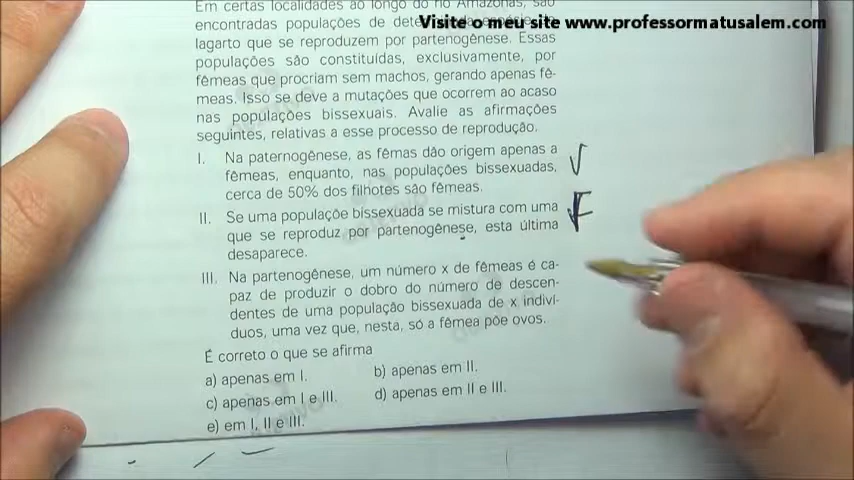 Em certas localidades ao longo do rio Amazonas, são
Visite o meu site www.professormatusalem.com
encontradas populações de
lagarto que se reproduzem por partenogênese. Essas
populações são constituídas, exclusivamente, por
fêmeas que procriam sem machos, gerando apenas fê-
meas. Isso se deve a mutações que ocorrem ao acaso
nas populações bissexuais. Avalie as afirmações
seguintes, relativas a esse processo de reprodução.
I. Na paternogênese, as fêmas dão origem apenas a
fêmeas, enquanto, nas populações bissexuadas,
cerca de 50% dos filhotes são fêmeas.
V
II. Se uma populaçõe bissexuada se mistura com uma
que se reproduz por partenogênese, esta última
desaparece.
F
III. Na partenogênese, um número x de fêmeas é ca-
paz de produzir o dobro do número de descen-
dentes de uma população bissexuada de x indiví-
duos, uma vez que, nesta, só a fêmea põe ovos.
É correto o que se afirma
a) apenas em I. b) apenas em II.
c) apenas em I e III. d) apenas em II e III.
e) em I, II e III.